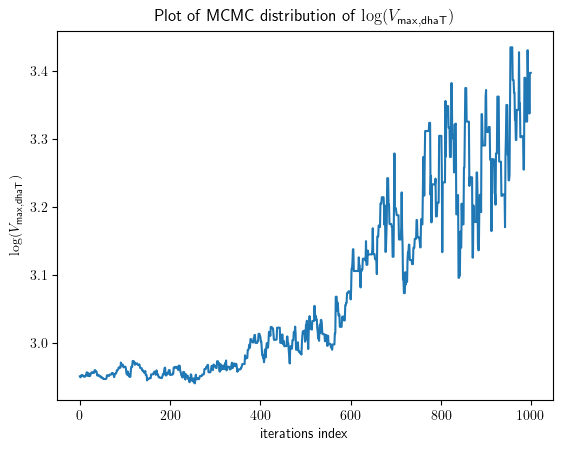 Plot of MCMC distribution of log(V_max,dhaT)
log(V_max,dhaT)
3.4
3.3
3.2
3.1
3.0
0 200 400 600 800 1000
iterations index